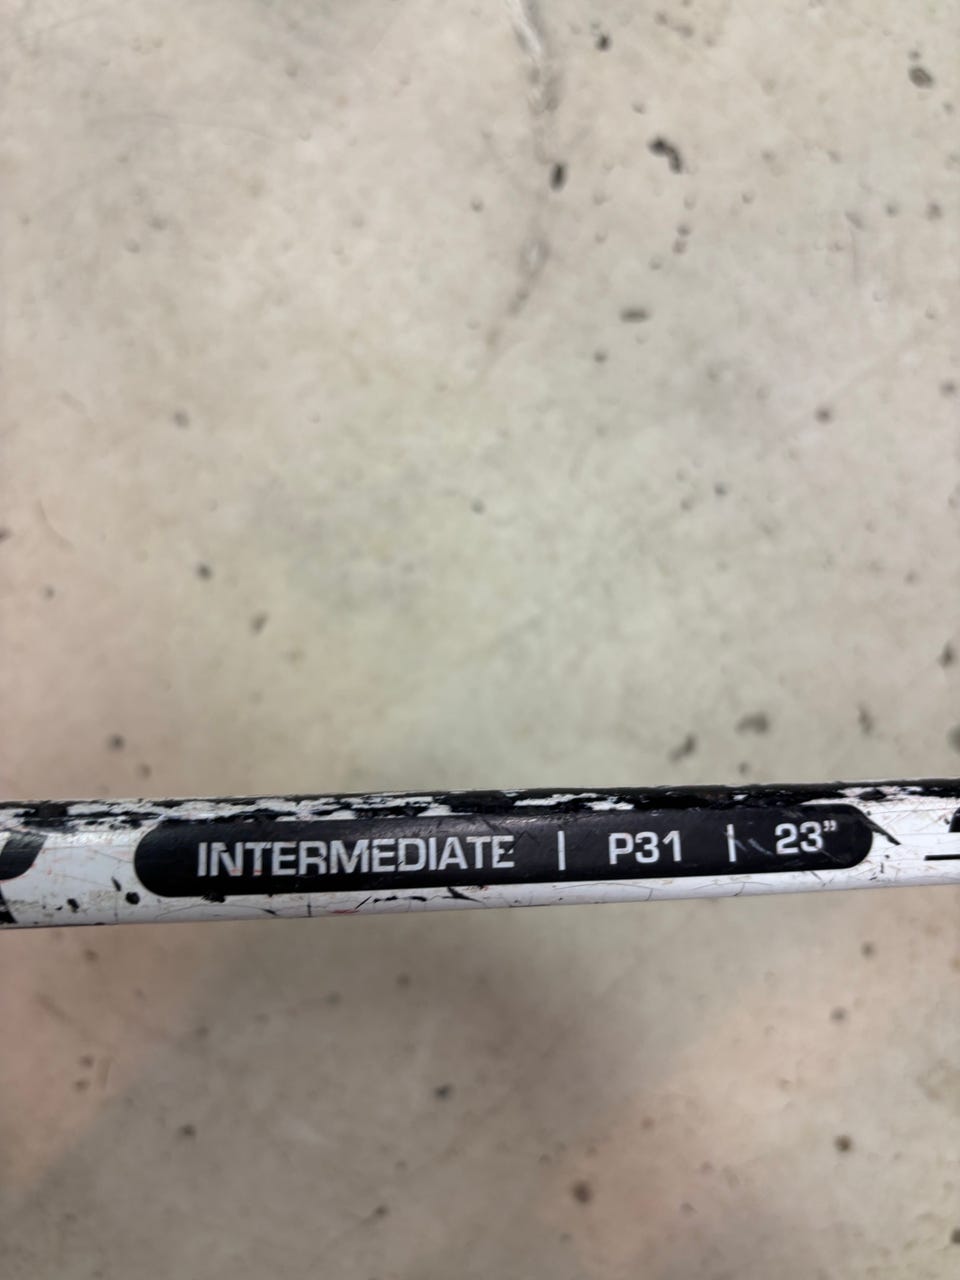 INTERMEDIATE | P31 | 23”